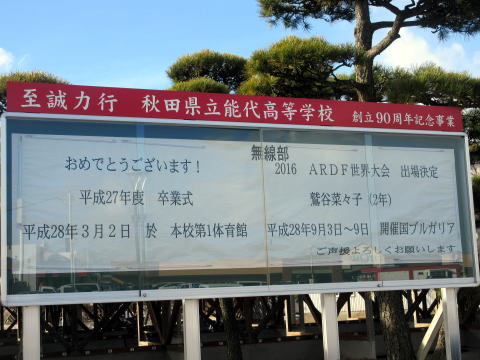 至誠力行 秋田県立能代高等学校 創立90周年記念事業
おめでとうございます!
平成27年度 卒業式
平成28年3月2日 於 本校第1体育館
無線部
2016 ARDF世界大会 出場決定
鷲谷菜々子(2年)
平成28年9月3日~9日 開催国ブルガリア
ご声援よろしくお願いします